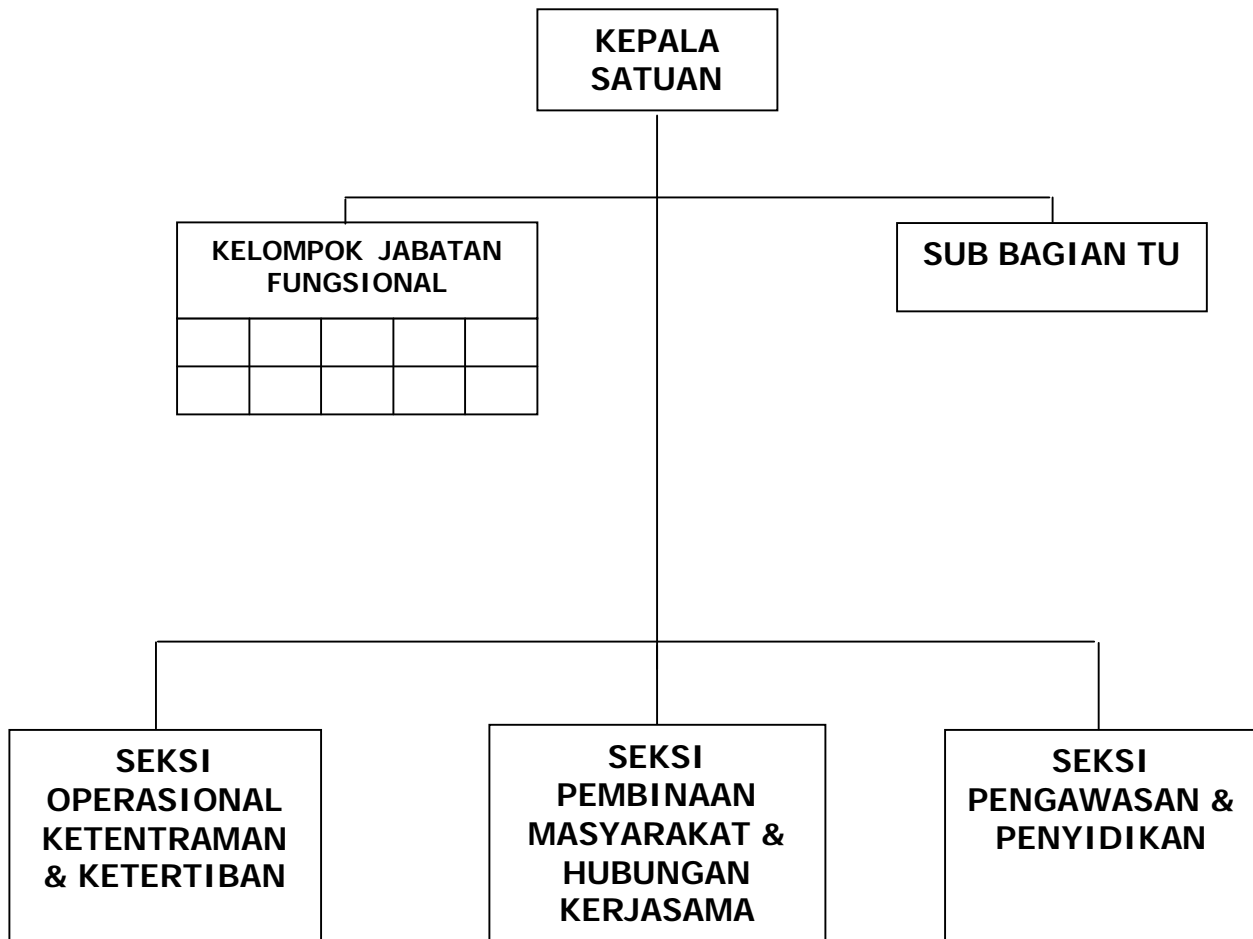 KEPALA
SATUAN
KELOMPOK JABATAN
FUNGSIONAL
SUB BAGIAN TU
SEKSI
OPERASIONAL
KETENTRAMAN
& KETERTIBAN
SEKSI
PEMBINAAN
MASYARAKAT &
HUBUNGAN
KERJASAMA
SEKSI
PENGAWASAN &
PENYIDIKAN